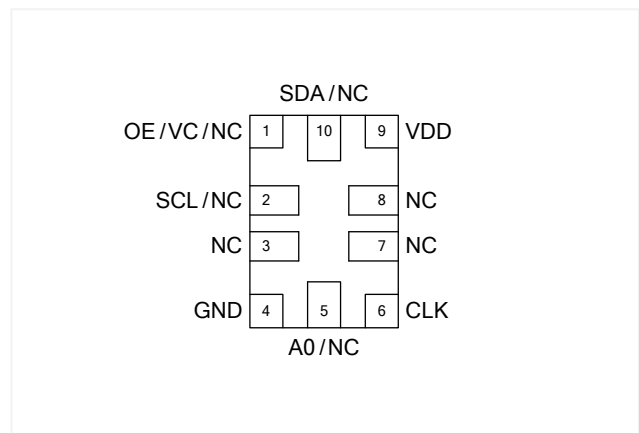 SDA/NC
OE/VC/NC 1 10 9 VDD
SCL/NC 2 8 NC
NC 3 7 NC
GND 4 5 6 CLK
A0/NC